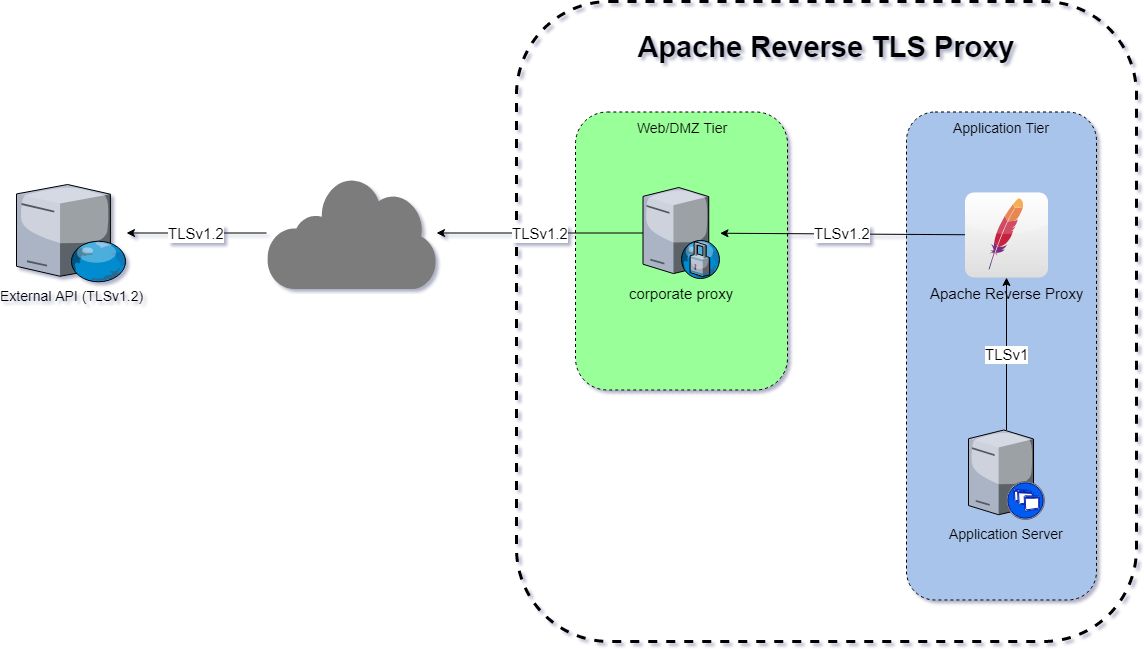 Apache Reverse TLS Proxy
Web/DMZ Tier
Application Tier
TLSv1.2
TLSv1.2
TLSv1.2
External API (TLSv1.2)
corporate proxy
Apache Reverse Proxy
TLSv1
Application Server